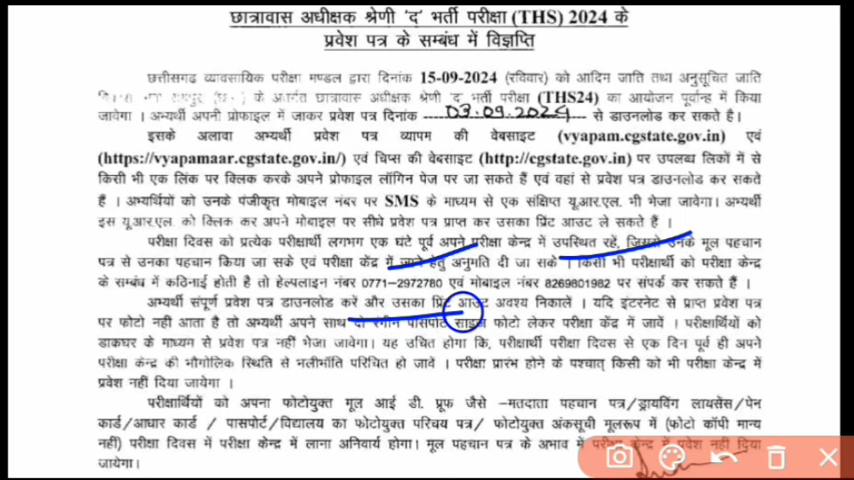 छात्रावास अधीक्षक श्रेणी 'द' भर्ती परीक्षा (THS) 2024 के
प्रवेश पत्र के सम्बंध में विज्ञप्ति
छत्तीसगढ़ व्यावसायिक परीक्षा मण्डल द्वारा दिनांक 15-09-2024 (रविवार) को आदिम जाति तथा अनुसूचित जाति
के अंतर्गत छात्रावास अधीक्षक श्रेणी 'द' भर्ती परीक्षा (THS24) का आयोजन पूर्वान्ह में किया
जावेगा । अभ्यर्थी अपनी प्रोफाईल में जाकर प्रवेश पत्र दिनांक 03.09.2024 से डाउनलोड कर सकते है।
इसके अलावा अभ्यर्थी प्रवेश पत्र व्यापम की वेबसाइट (vyapam.cgstate.gov.in) एवं
(https://vyapamaar.cgstate.gov.in/) एवं चिप्स की वेबसाइट (http://cgstate.gov.in) पर उपलब्ध लिंकों में से
किसी भी एक लिंक पर क्लिक करके अपने प्रोफाईल लॉगिन पेज पर जा सकते हैं एवं वहां से प्रवेश पत्र डाउनलोड कर सकते
हैं । अभ्यर्थियों को उनके पंजीकृत मोबाइल नंबर पर SMS के माध्यम से एक संक्षिप्त यू.आर.एल. भी भेजा जावेगा। अभ्यर्थी
इस यू.आर.एल. को क्लिक कर अपने मोबाइल पर सीधे प्रवेश पत्र प्राप्त कर उसका प्रिंट आउट ले सकते हैं ।
परीक्षा दिवस को प्रत्येक परीक्षार्थी लगभग एक घंटे पूर्व अपने परीक्षा केन्द्र में उपस्थित रहें, जिससे उनके मूल पहचान
पत्र से उनका पहचान किया जा सके एवं परीक्षा केंद्र में जाने हेतु अनुमति दी जा सके । किसी भी परीक्षार्थी को परीक्षा केन्द्र
के सम्बंध में कठिनाई होती है तो हेल्पलाईन नंबर 0771-2972780 एवं मोबाईल नंबर 8269801982 पर संपर्क कर सकते हैं ।
अभ्यर्थी संपूर्ण प्रवेश पत्र डाउनलोड करें और उसका प्रिंट आउट अवश्य निकालें । यदि इंटरनेट से प्राप्त प्रवेश पत्र
पर फोटो नहीं आता है तो अभ्यर्थी अपने साथ दो रंगीन पासपोर्ट साइज फोटो लेकर परीक्षा केंद्र में जावें । परीक्षार्थियों को
डाकघर के माध्यम से प्रवेश पत्र नहीं भेजा जावेगा। यह उचित होगा कि, परीक्षार्थी परीक्षा दिवस से एक दिन पूर्व ही अपने
परीक्षा केन्द्र की भौगोलिक स्थिति से भलीभाँति परिचित हो जावें । परीक्षा प्रारंभ होने के पश्चात् किसी को भी परीक्षा केन्द्र में
प्रवेश नहीं दिया जायेगा ।
परीक्षार्थियों को अपना फोटोयुक्त मूल आई डी. प्रूफ जैसे -मतदाता पहचान पत्र/ड्रायविंग लायसेंस/पेन
कार्ड/आधार कार्ड / पासपोर्ट/विद्यालय का फोटोयुक्त परिचय पत्र/ फोटोयुक्त अंकसूची मूलरूप में (फोटो कॉपी मान्य
नहीं) परीक्षा दिवस में परीक्षा केन्द्र में लाना अनिवार्य होगा। मूल पहचान पत्र के अभाव में परीक्षा केन्द्र में प्रवेश नहीं दिया
जायेगा।